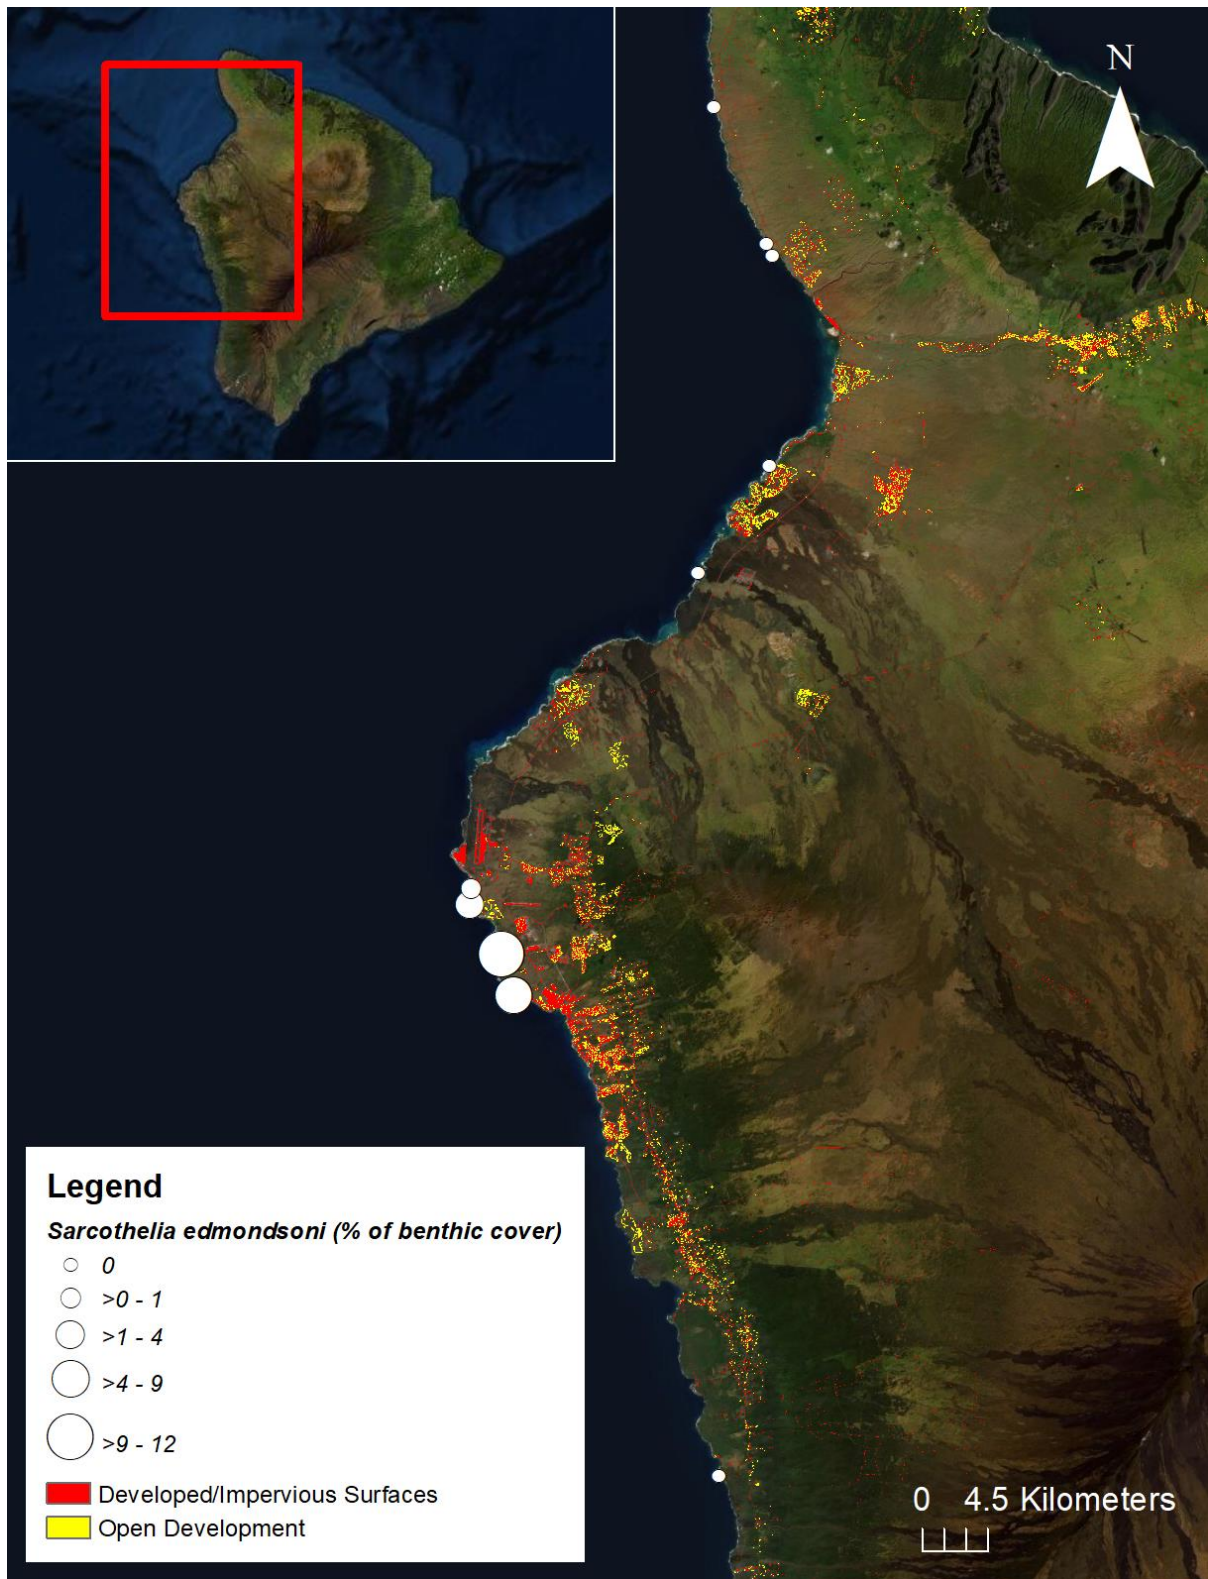 N
Legend
Sarcothelia edmondsoni (% of benthic cover)
0
>0 - 1
>1 - 4
>4 - 9
>9 - 12
Developed/Impervious Surfaces
Open Development
0 4.5 Kilometers